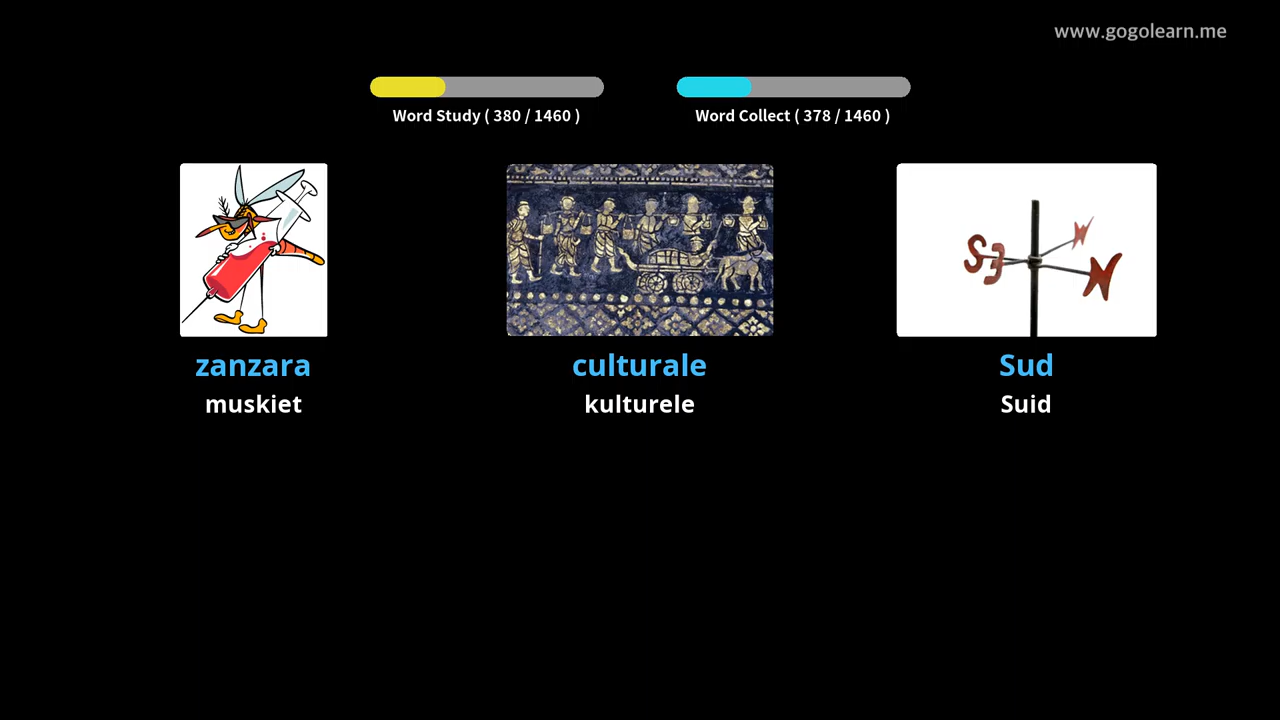 www.gogolearn.me
Word Study ( 380 / 1460 )
Word Collect ( 378 / 1460 )
S E N N
zanzara
culturale
Sud
muskiet
kulturele
Suid